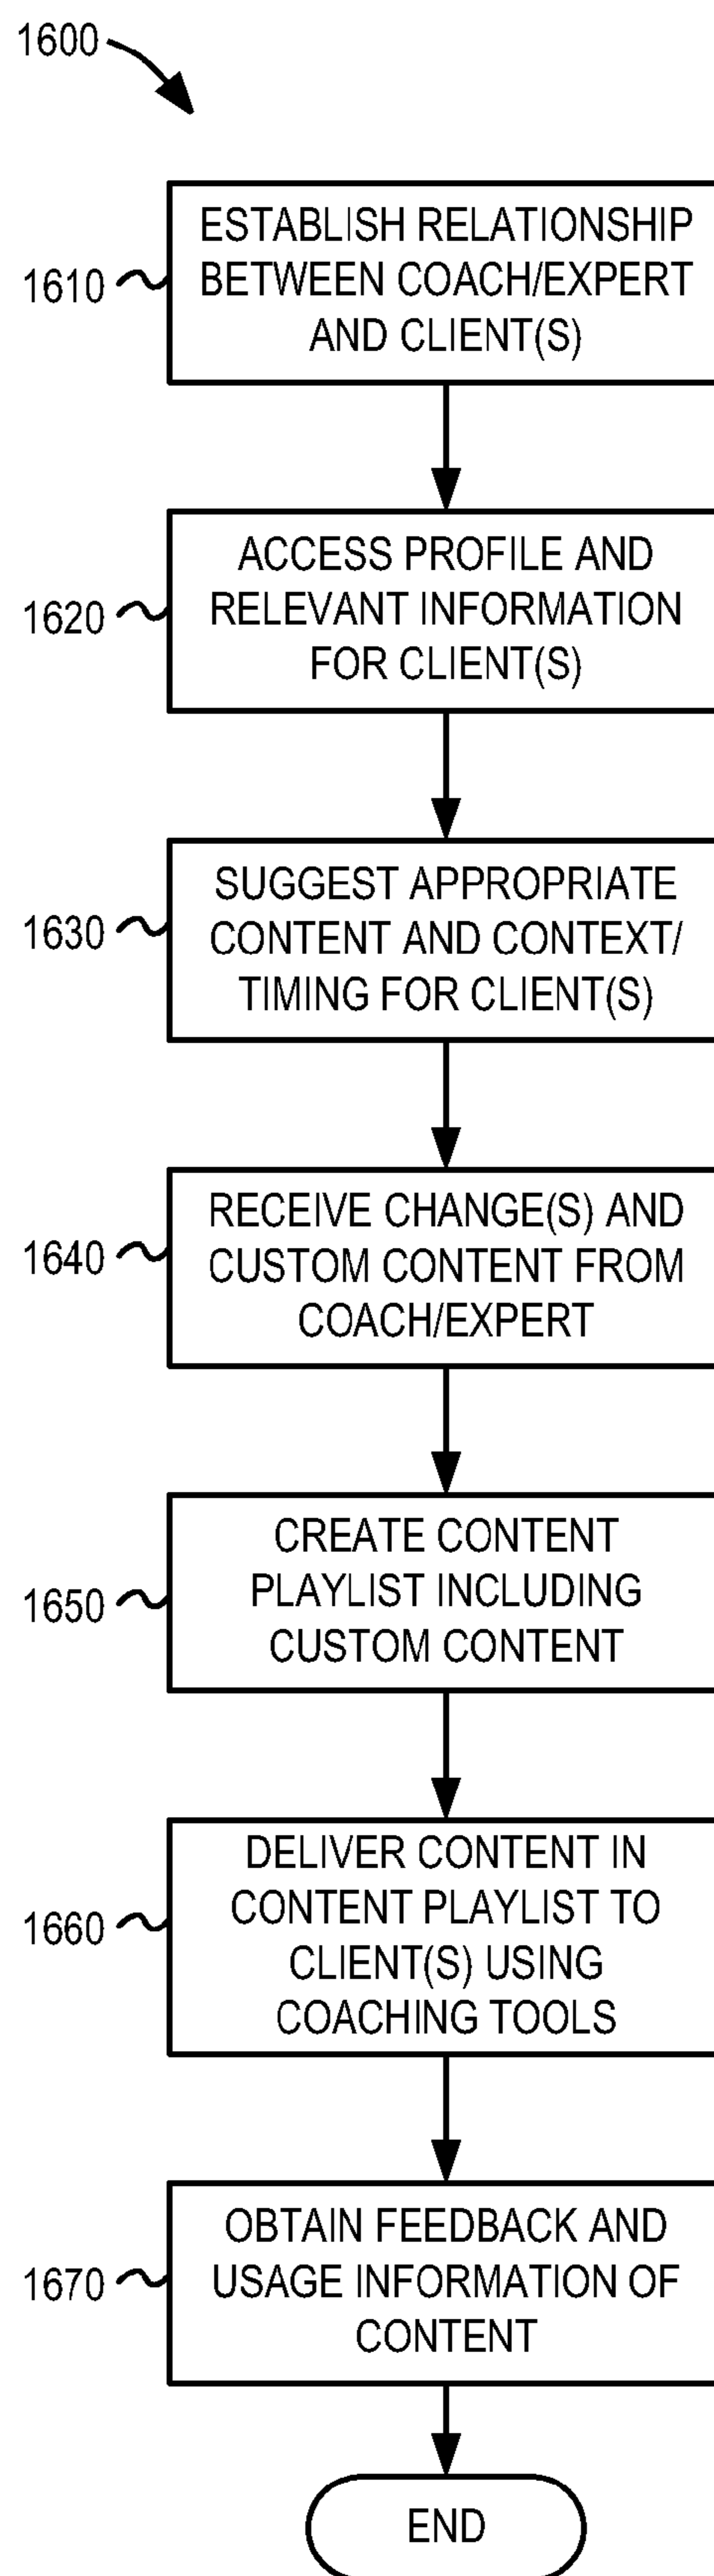 1600
ESTABLISH RELATIONSHIP
BETWEEN COACH/EXPERT
AND CLIENT(S)
1610
ACCESS PROFILE AND
RELEVANT INFORMATION
FOR CLIENT(S)
1620
SUGGEST APPROPRIATE
CONTENT AND CONTEXT/
TIMING FOR CLIENT(S)
1630
RECEIVE CHANGE(S) AND
CUSTOM CONTENT FROM
COACH/EXPERT
1640
CREATE CONTENT
PLAYLIST INCLUDING
CUSTOM CONTENT
1650
DELIVER CONTENT IN
CONTENT PLAYLIST TO
CLIENT(S) USING
COACHING TOOLS
1660
OBTAIN FEEDBACK AND
USAGE INFORMATION OF
CONTENT
1670
END